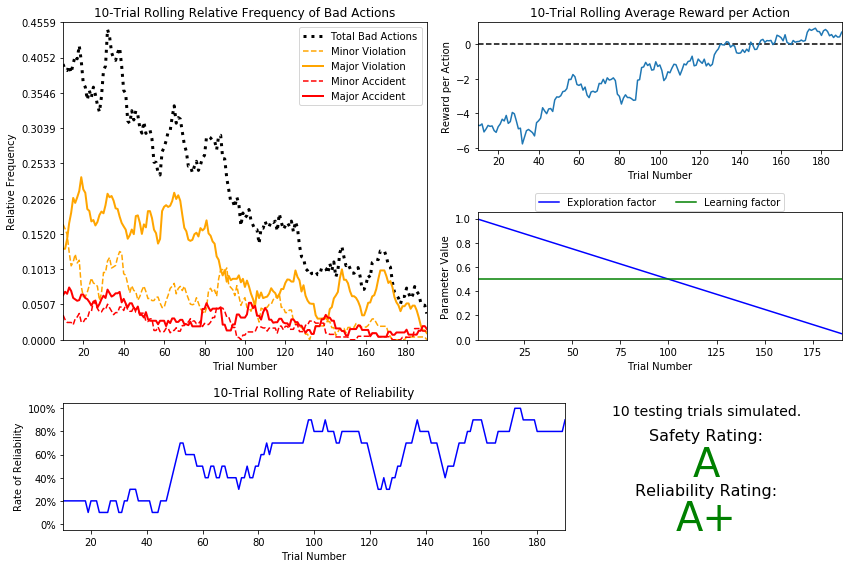 10-Trial Rolling Relative Frequency of Bad Actions
Relative Frequency
0.4559
0.4052
0.3546
0.3039
0.2533
0.2026
0.1520
0.1013
0.0507
0.0000
Total Bad Actions
Minor Violation
Major Violation
Minor Accident
Major Accident
20 40 60 80 100 120 140 160 180
Trial Number
10-Trial Rolling Average Reward per Action
Reward per Action
0
−2
−4
−6
20 40 60 80 100 120 140 160 180
Trial Number
Exploration factor Learning factor
Parameter Value
1.0
0.8
0.6
0.4
0.2
0.0
25 50 75 100 125 150 175
Trial Number
10-Trial Rolling Rate of Reliability
Rate of Reliability
100%
80%
60%
40%
20%
0%
20 40 60 80 100 120 140 160 180
Trial Number
10 testing trials simulated.
Safety Rating:
A
Reliability Rating:
A+